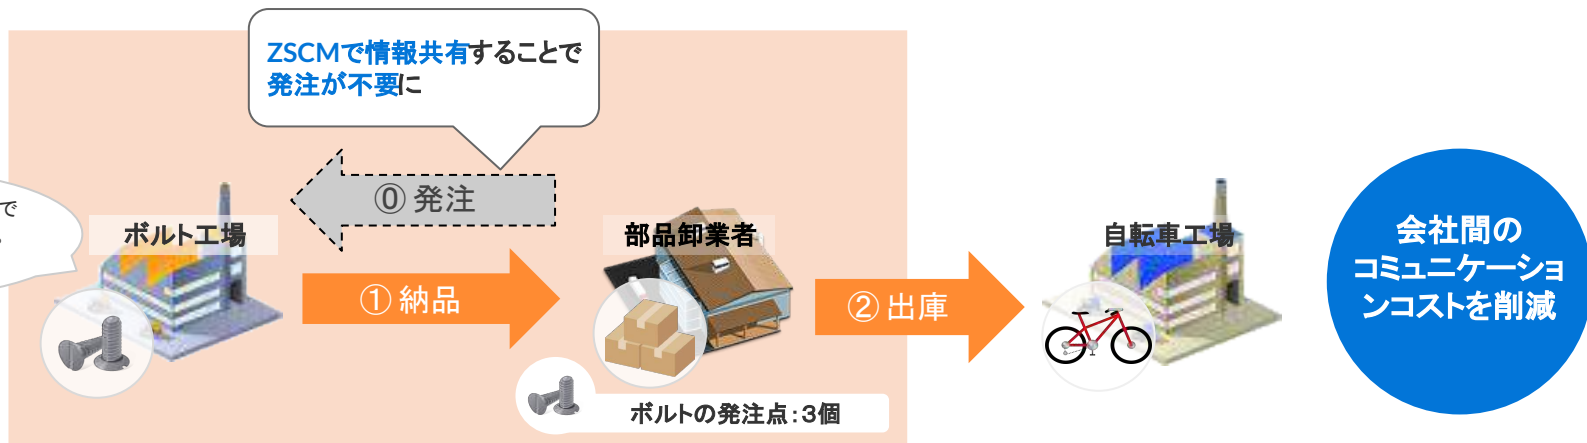 ZSCMで情報共有することで
発注が不要に
⓪ 発注
で
ボルト工場
部品卸業者
自転車工場
① 納品
② 出庫
ボルトの発注点：3個
会社間の
コミュニケーショ
ンコストを削減